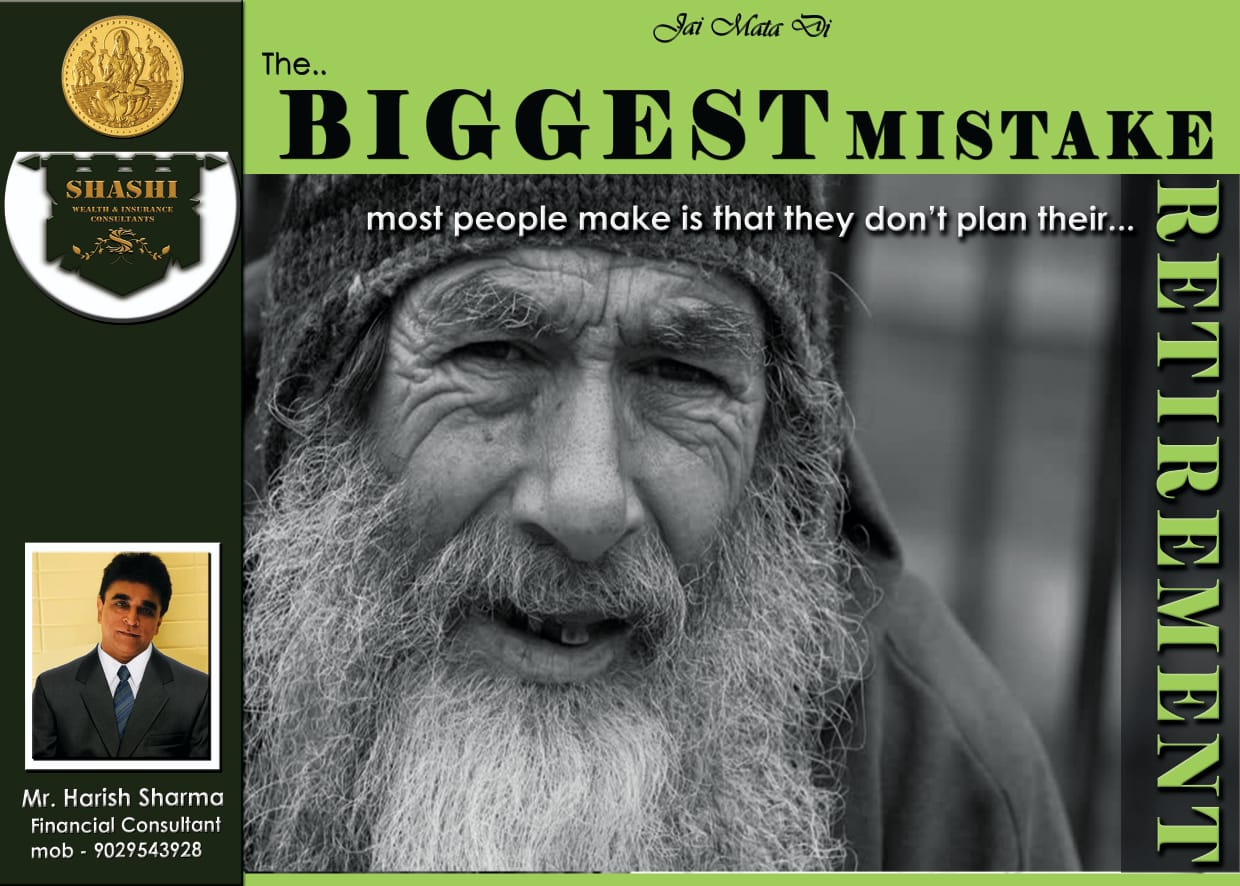 Jai Mata Di
The..
BIGGEST MISTAKE
most people make is that they don't plan their...
RETIREMENT
SHASHI
WEALTH & INSURANCE
CONSULTANTS
S
Mr. Harish Sharma
Financial Consultant
mob - 9029543928